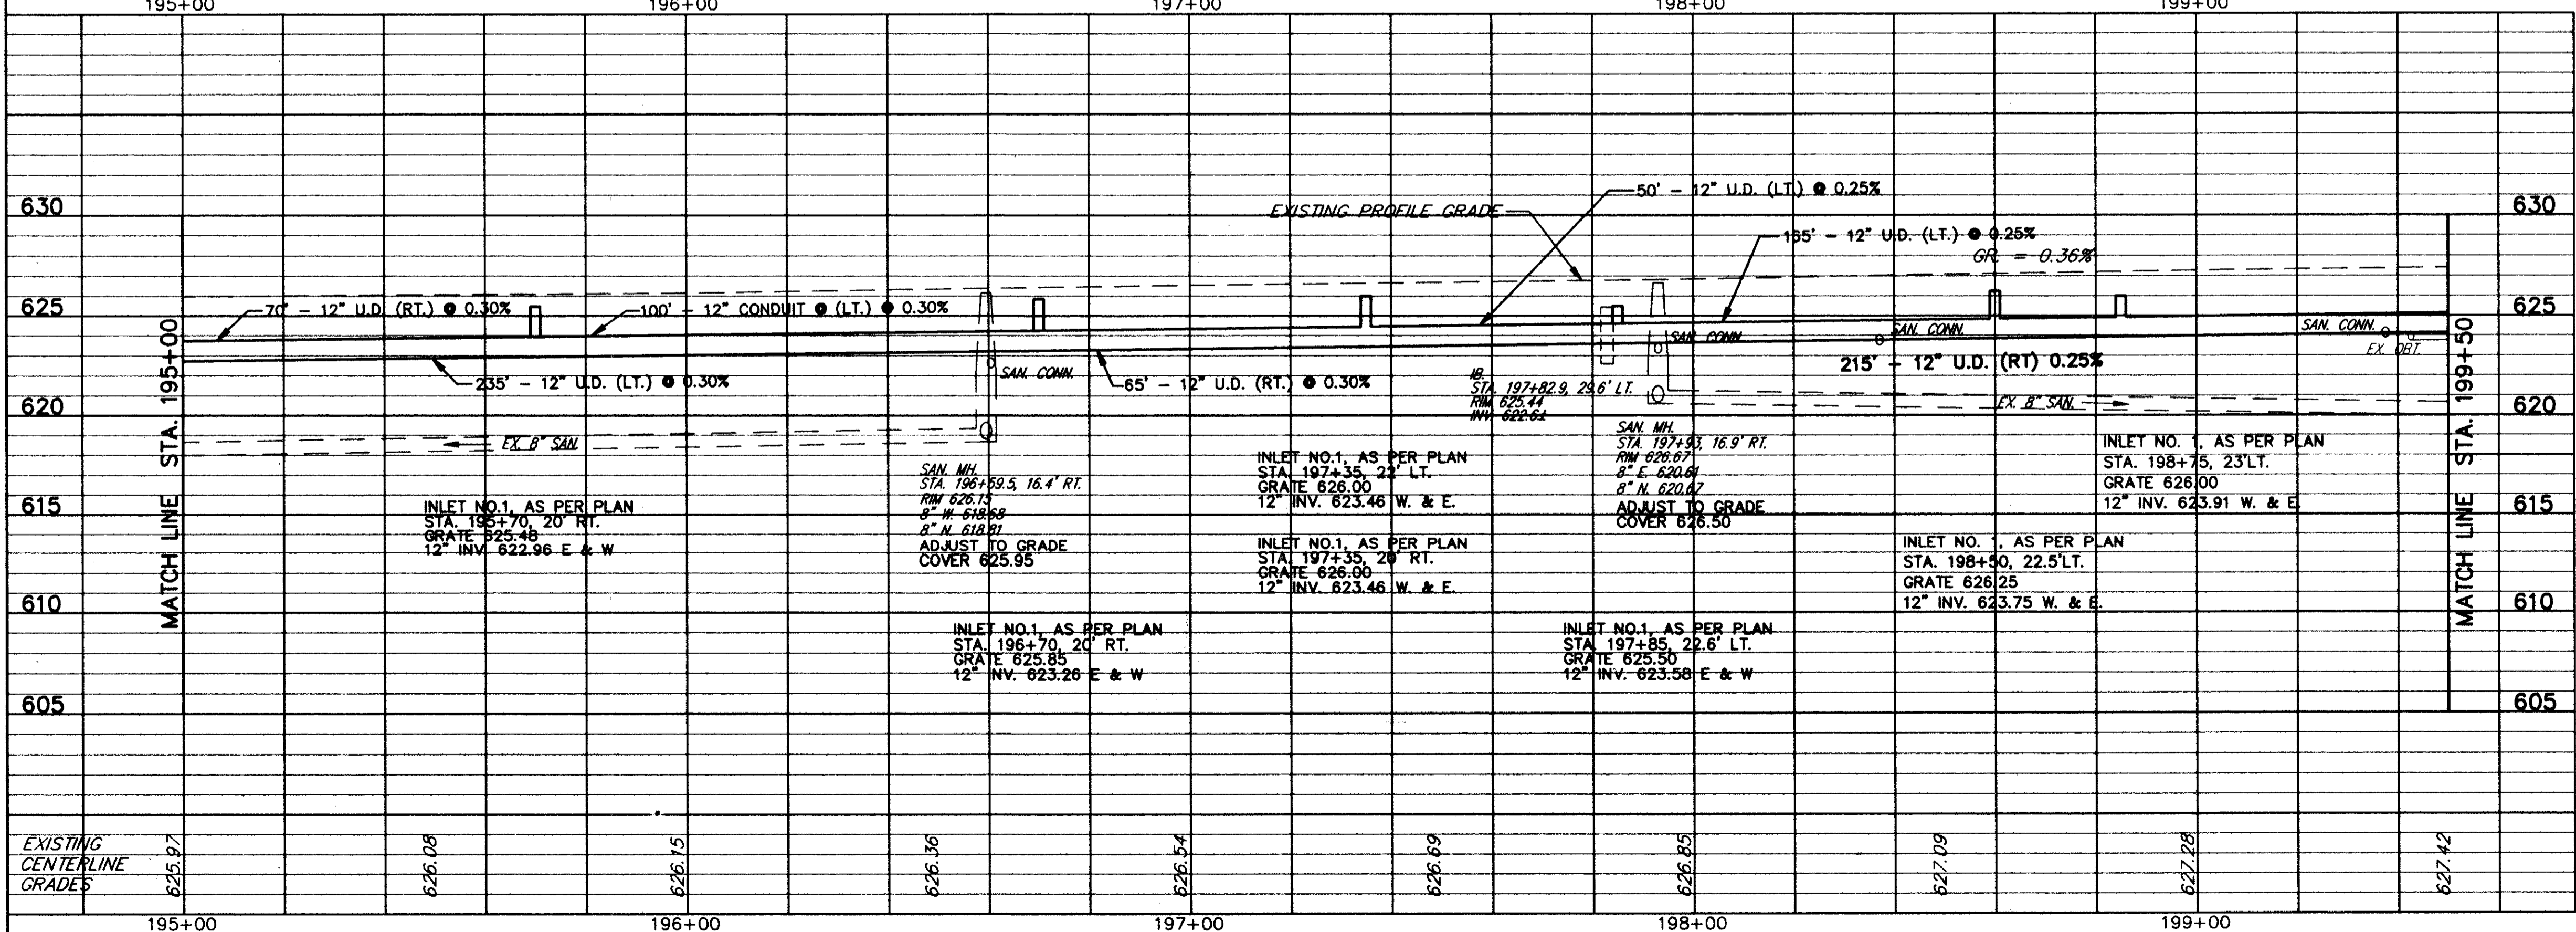 195+00 196+00 197+00 198+00 199+00
50' - 12" U.D. (LT.) @ 0.25%
630 EXISTING PROFILE GRADE 630
165' - 12" U.D. (LT.) @ 0.25%
GR. = 0.36%
625 70' - 12" U.D. (RT.) @ 0.30% 100' - 12" CONDUIT @ (LT.) @ 0.30% 625
SAN. CONN. SAN. CONN. SAN. CONN.
EX. OBT.
215' - 12" U.D. (RT) 0.25%
235' - 12" U.D. (LT.) @ 0.30% SAN. CONN. 65' - 12" U.D. (RT.) @ 0.30%
MATCH LINE STA. 195+00
MATCH LINE STA. 199+50
IB.
STA. 197+82.9, 29.6' LT.
RIM 625.44
INV. 622.61
620 EX. 8" SAN. 620
EX. 8" SAN.
SAN. MH.
STA. 197+93, 16.9' RT.
RIM 626.67
8" E. 620.61
8" N. 620.67
ADJUST TO GRADE
COVER 626.50
INLET NO. 1, AS PER PLAN
STA. 198+75, 23'LT.
GRATE 626.00
12" INV. 623.91 W. & E.
INLET NO.1, AS PER PLAN
STA. 197+35, 22' LT.
GRATE 626.00
12" INV. 623.46 W. & E.
SAN. MH.
STA. 196+59.5, 16.4' RT.
RIM 626.15
8" W. 618.68
8" N. 618.81
ADJUST TO GRADE
COVER 625.95
615 615
INLET NO.1, AS PER PLAN
STA. 195+70, 20' RT.
GRATE 625.48
12" INV. 622.96 E & W
INLET NO.1, AS PER PLAN
STA. 197+35, 20' RT.
GRATE 626.00
12" INV. 623.46 W. & E.
INLET NO. 1, AS PER PLAN
STA. 198+50, 22.5'LT.
GRATE 626.25
12" INV. 623.75 W. & E.
610 610
INLET NO.1, AS PER PLAN
STA. 196+70, 20' RT.
GRATE 625.85
12" INV. 623.26 E & W
INLET NO.1, AS PER PLAN
STA. 197+85, 22.6' LT.
GRATE 625.50
12" INV. 623.58 E & W
605 605
EXISTING
CENTERLINE
GRADES
625.97 626.08 626.15 626.36 626.54 626.69 626.85 627.09 627.28 627.42
195+00 196+00 197+00 198+00 199+00